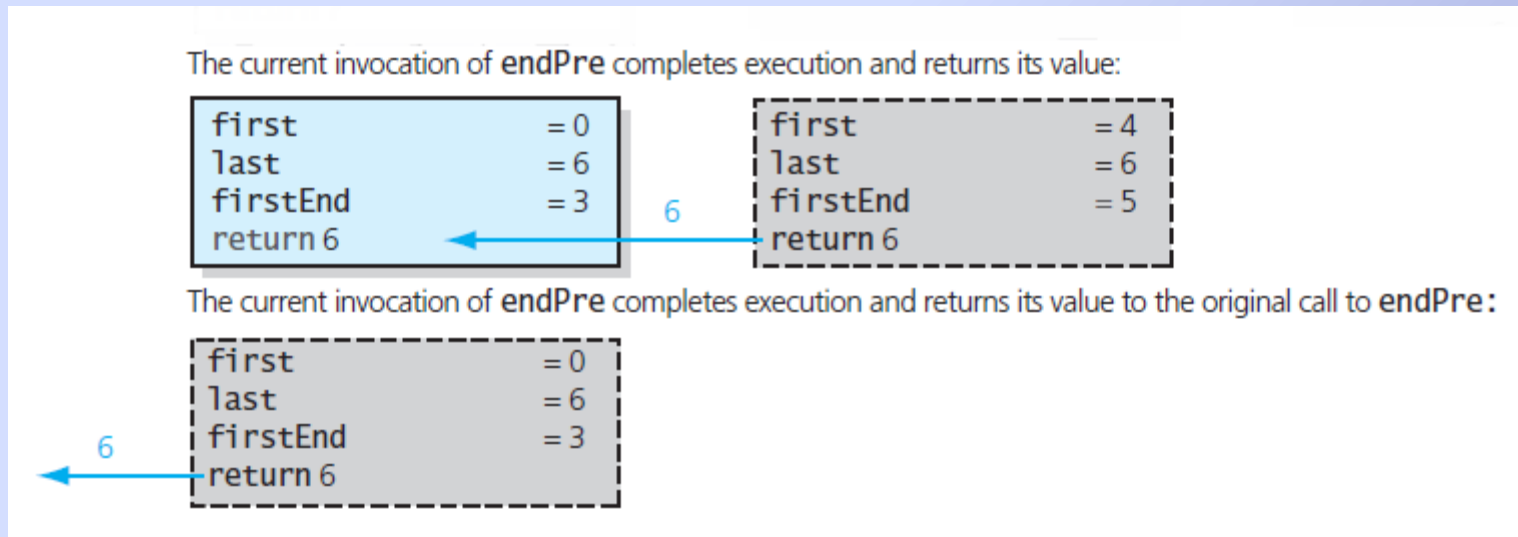 The current invocation of endPre completes execution and returns its value:
first = 0
last = 6
firstEnd = 3
return 6
6
first = 4
last = 6
firstEnd = 5
return 6
The current invocation of endPre completes execution and returns its value to the original call to endPre:
first = 0
last = 6
firstEnd = 3
return 6
6